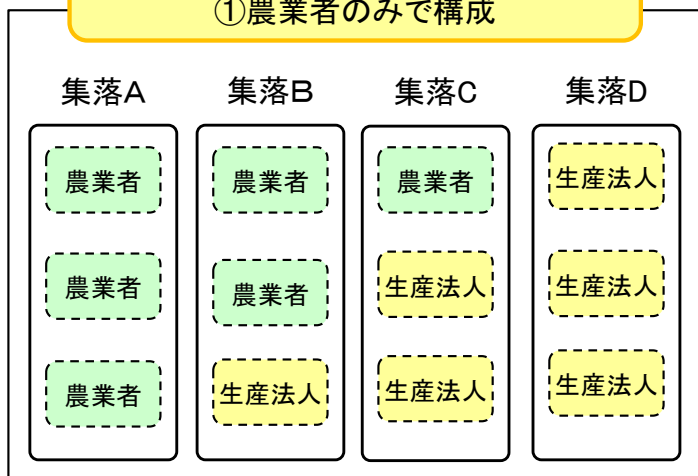 ①農業者のみで構成
集落A
集落B
集落C
集落D
農業者
農業者
農業者
生産法人
農業者
農業者
生産法人
生産法人
農業者
生産法人
生産法人
生産法人